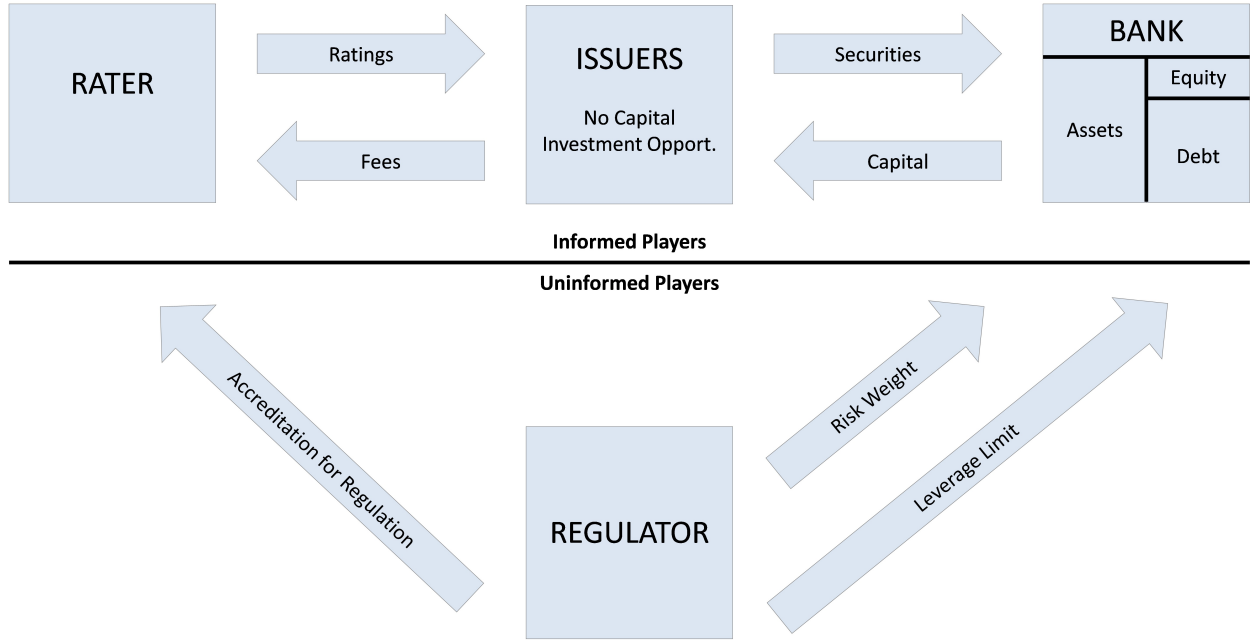 RATER
Ratings
Fees
ISSUERS
No Capital
Investment Opport.
Securities
Capital
BANK
Assets
Equity
Debt
Informed Players
Uninformed Players
Accreditation for Regulation
REGULATOR
Risk Weight
Leverage Limit